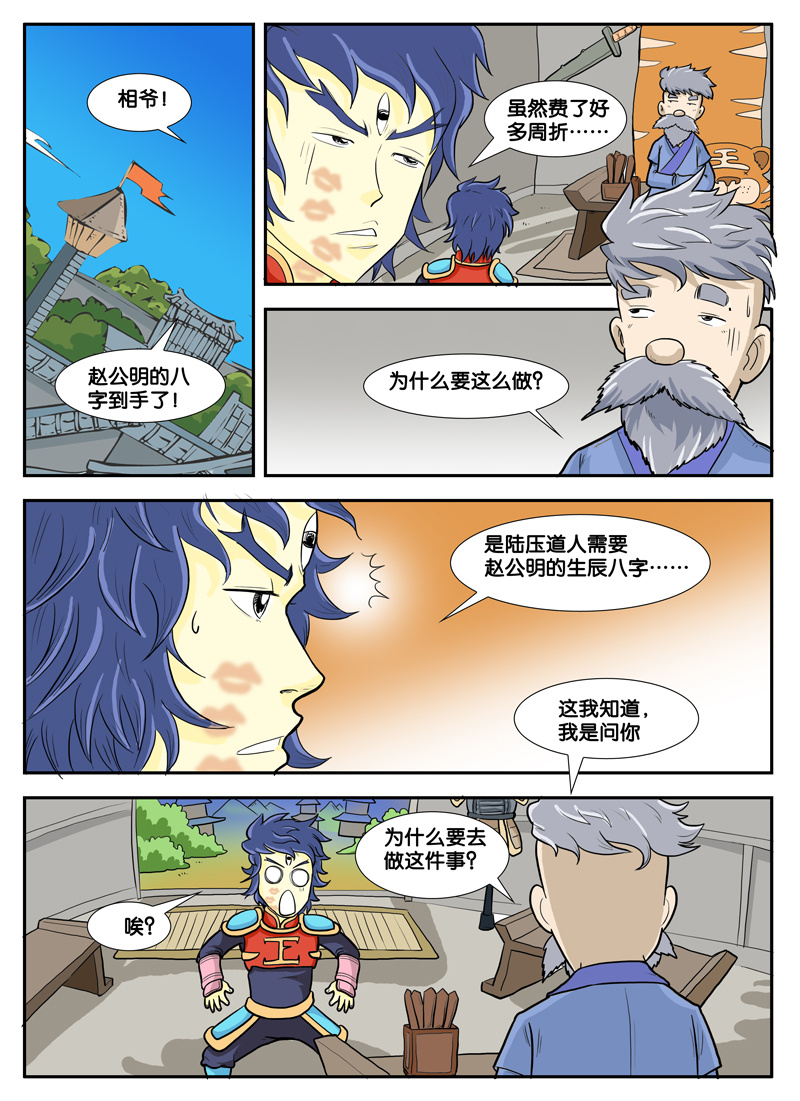 相爷！
赵公明的八
字到手了！
虽然费了好
多周折……
王
为什么要这么做？
是陆压道人需要
赵公明的生辰八字……
这我知道，
我是问你
为什么要去
做这件事？
唉？
王